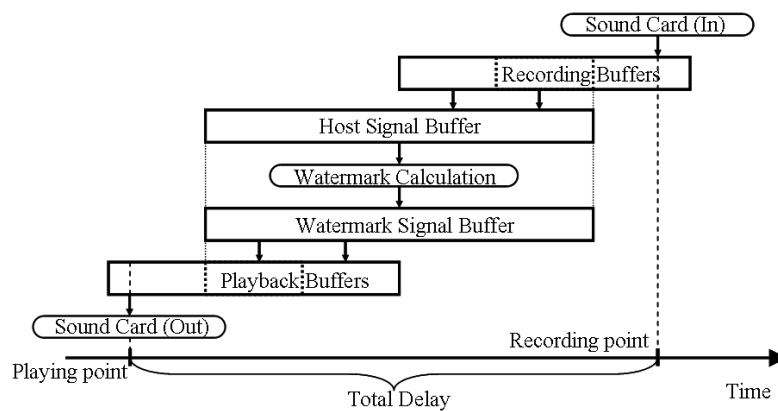 Sound Card (In)
Recording Buffers
Host Signal Buffer
Watermark Calculation
Watermark Signal Buffer
Playback Buffers
Sound Card (Out)
Recording point
Playing point
Total Delay
Time